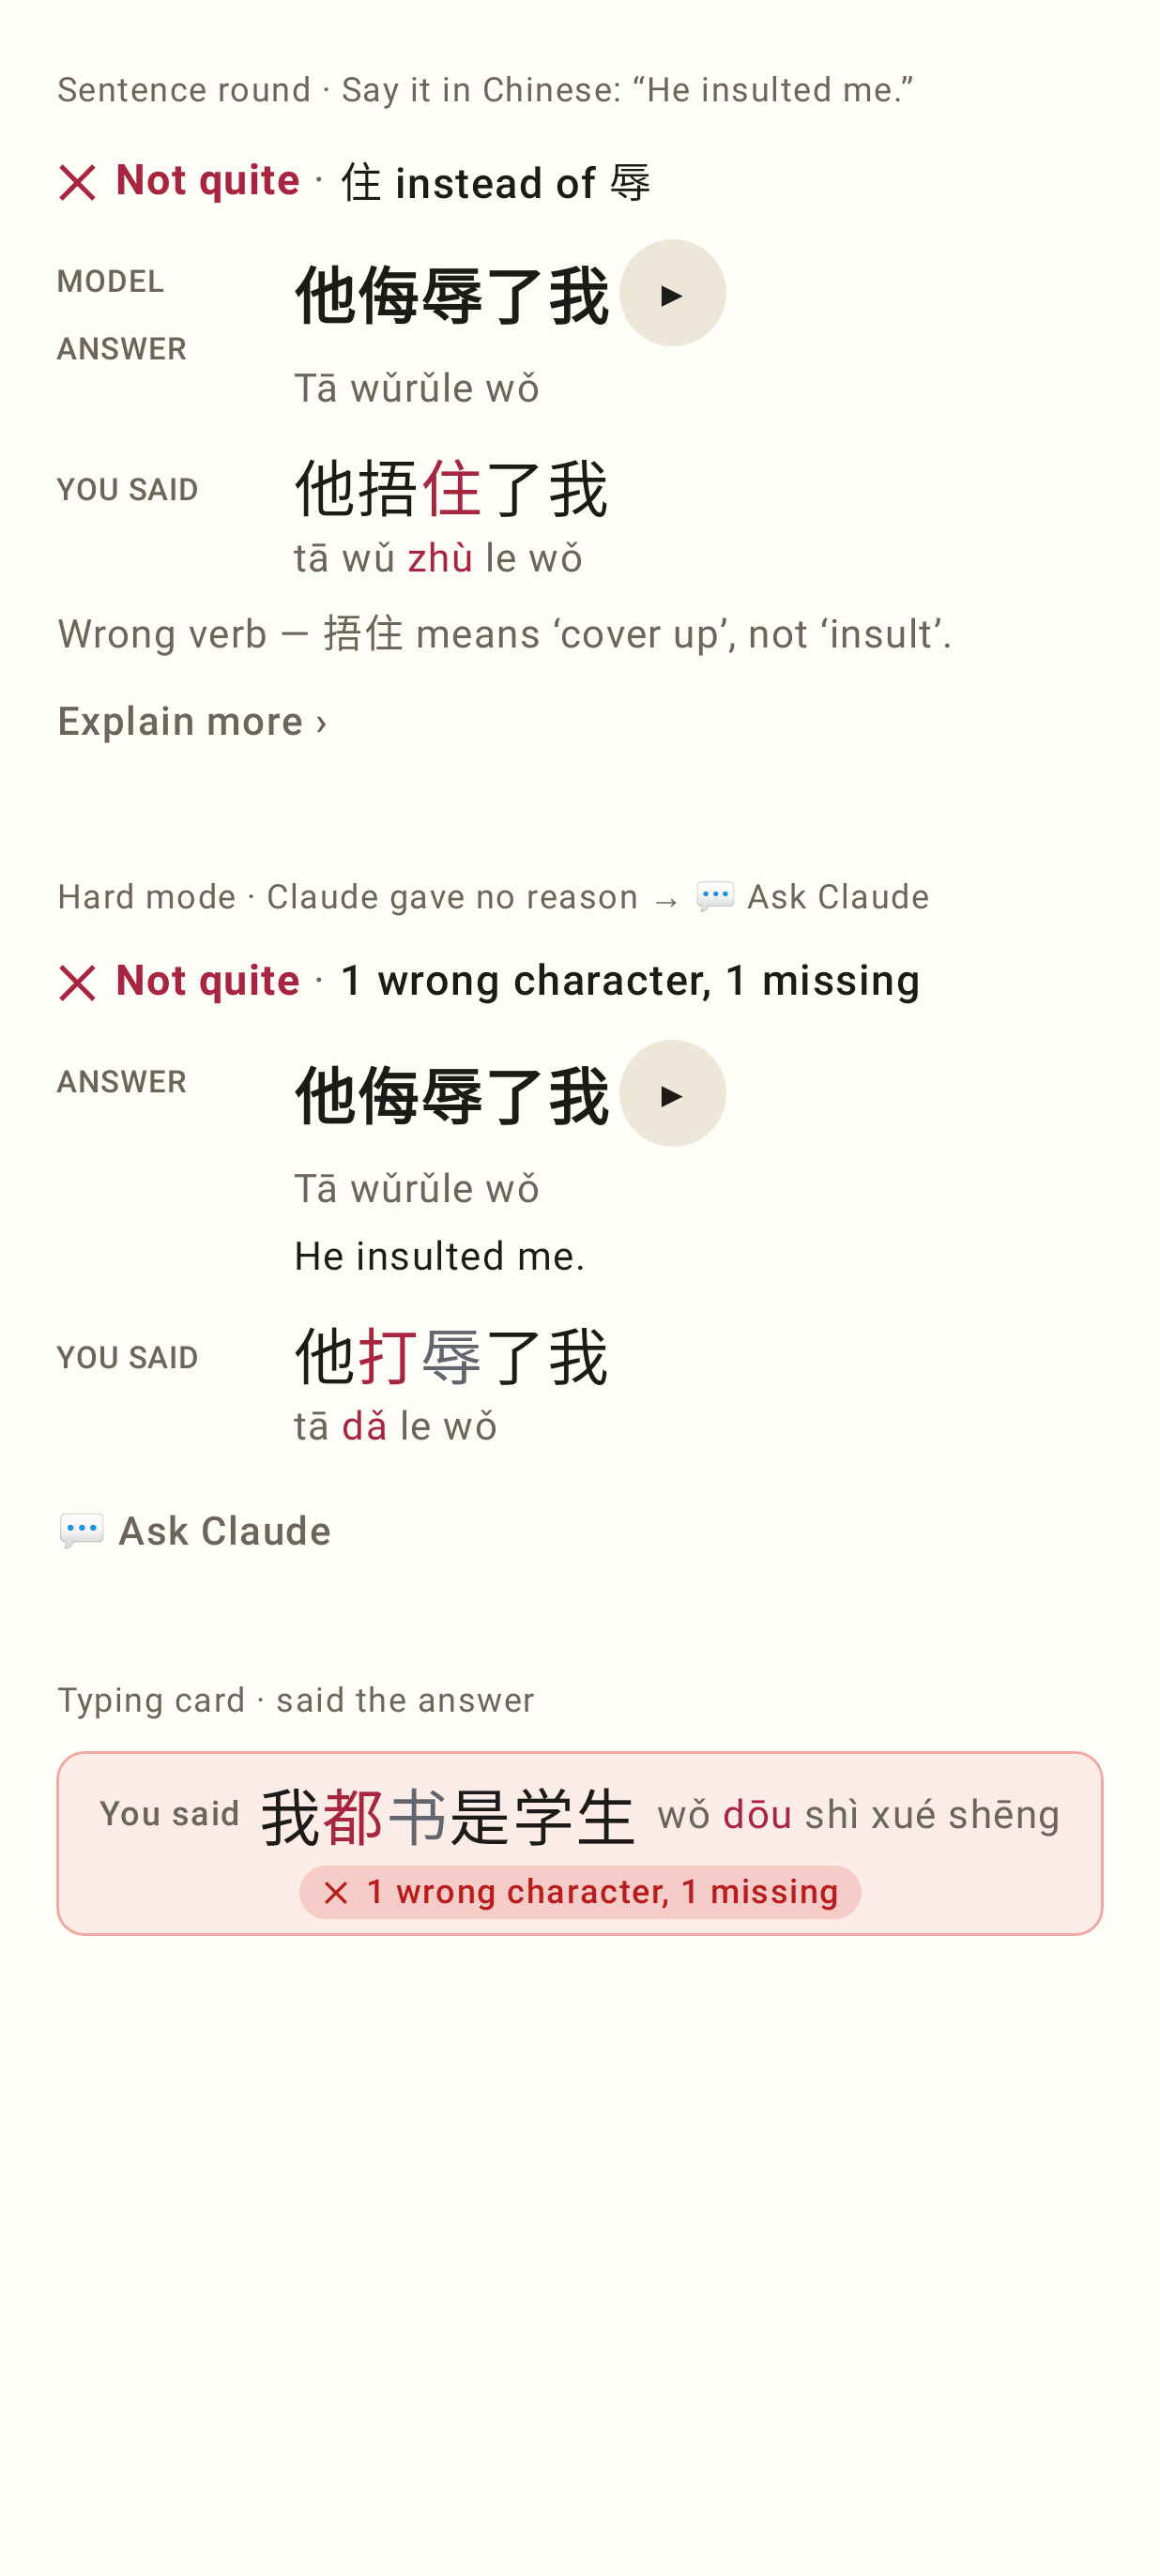 Sentence round · Say it in Chinese: “He insulted me.”
✕ Not quite · 住 instead of 辱
MODEL ANSWER
他侮辱了我 ▶
Tā wǔrǔle wǒ
YOU SAID
他捂住了我
tā wǔ zhù le wǒ
Wrong verb — 捂住 means ‘cover up’, not ‘insult’.
Explain more ›
Hard mode · Claude gave no reason → 💬 Ask Claude
✕ Not quite · 1 wrong character, 1 missing
ANSWER
他侮辱了我 ▶
Tā wǔrǔle wǒ
He insulted me.
YOU SAID
他打辱了我
tā dǎ le wǒ
💬 Ask Claude
Typing card · said the answer
You said 我都书是学生 wǒ dōu shì xué shēng
✕ 1 wrong character, 1 missing